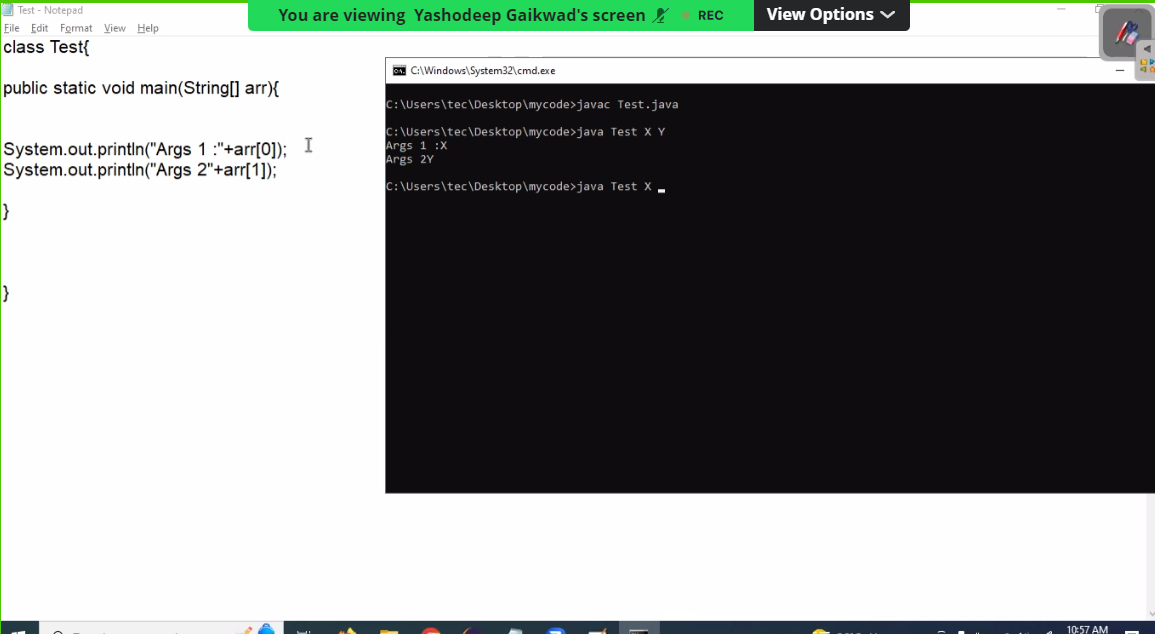 Test - Notepad
You are viewing Yashodeep Gaikwad's screen
REC
View Options
File Edit Format View Help
class Test{
public static void main(String[] arr){
System.out.println("Args 1 :"+arr[0]);
System.out.println("Args 2"+arr[1]);
}
}
C:\Windows\System32\cmd.exe
C:\Users\tec\Desktop\mycode>javac Test.java
C:\Users\tec\Desktop\mycode>java Test X Y
Args 1 :X
Args 2Y
C:\Users\tec\Desktop\mycode>java Test X
10:57 AM